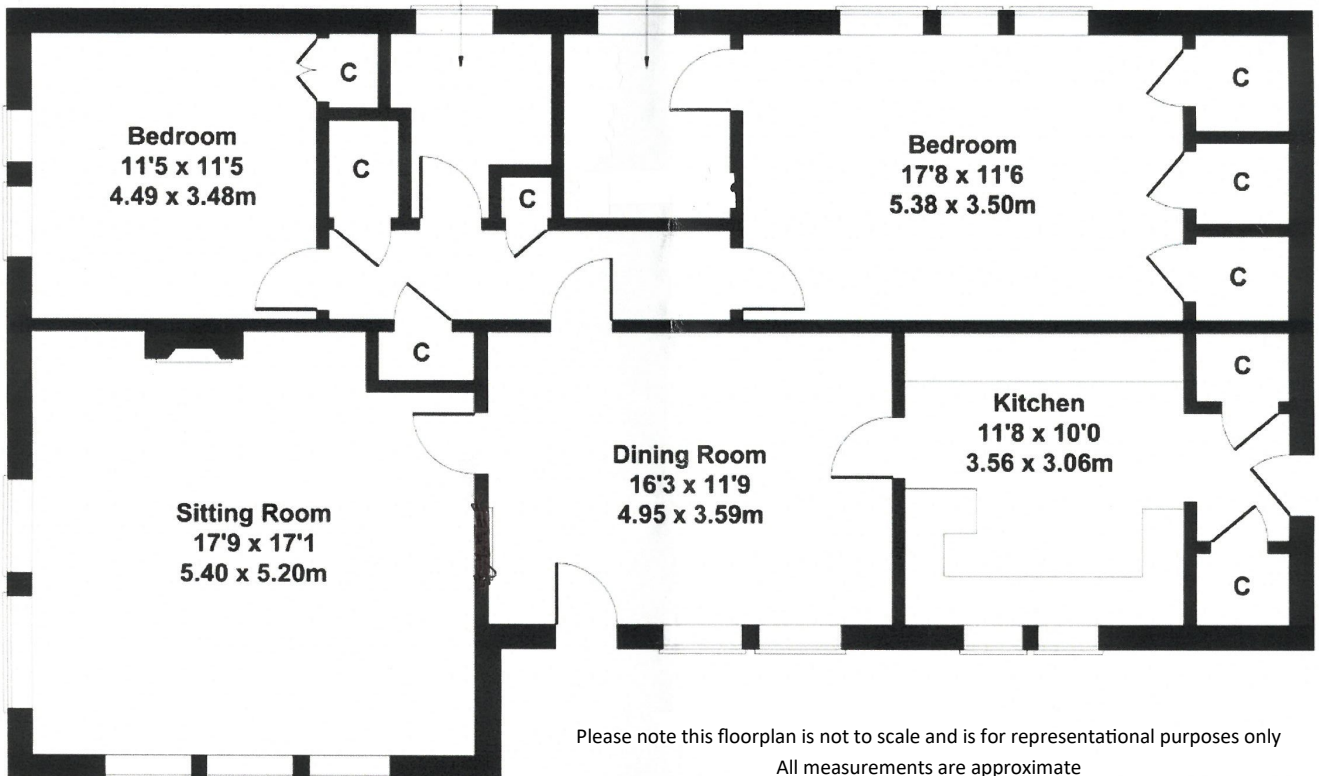 C
Bedroom
11'5 x 11'5
4.49 x 3.48m
C
C
Bedroom
17'8 x 11'6
5.38 x 3.50m
C
C
C
C
Sitting Room
17'9 x 17'1
5.40 x 5.20m
Dining Room
16'3 x 11'9
4.95 x 3.59m
Kitchen
11'8 x 10'0
3.56 x 3.06m
C
C
Please note this floorplan is not to scale and is for representational purposes only
All measurements are approximate